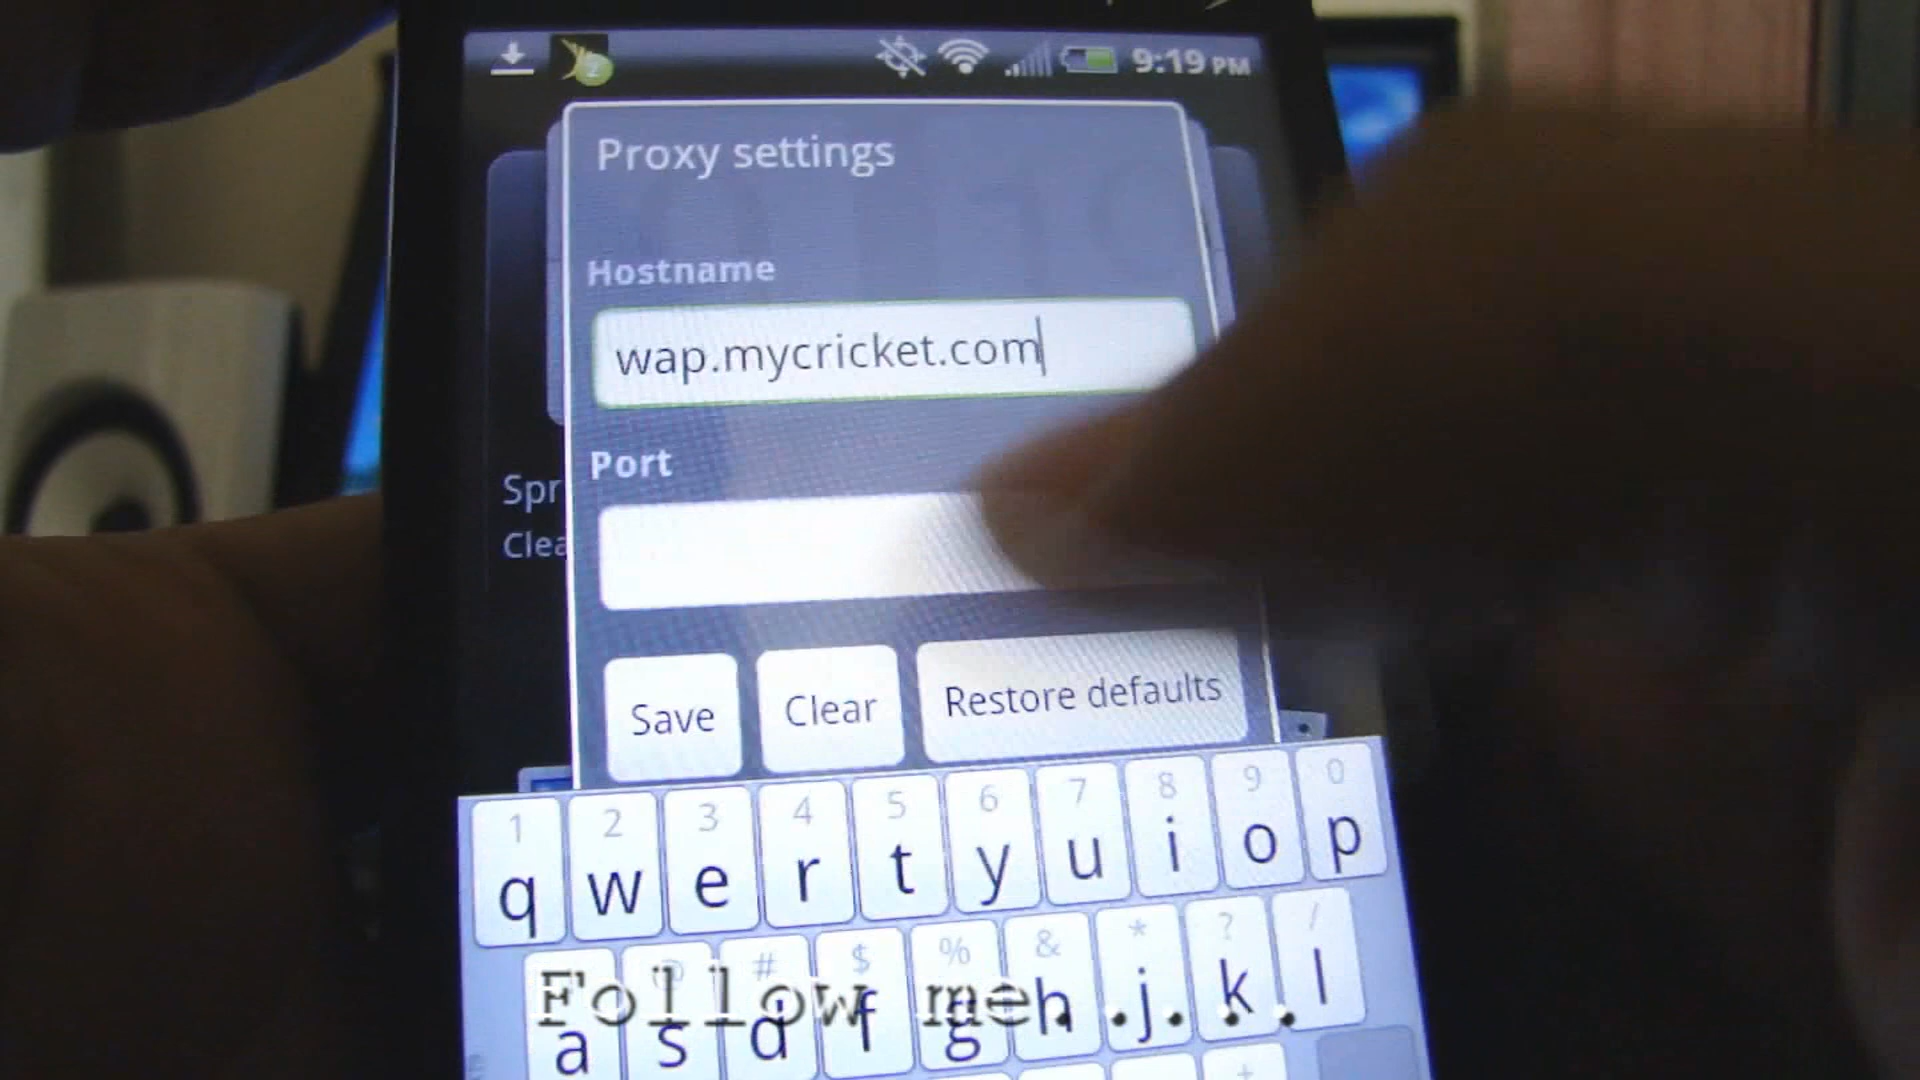 9:19 PM
Proxy settings
Hostname
wap.mycricket.com
Port
Spr
Clea
Save Clear Restore defaults
1 2 3 4 5 6 7 8 9 0
q w e r t y u i o p
@ # $ % & * ? /
a s d f g h j k l
Follow me.....
+